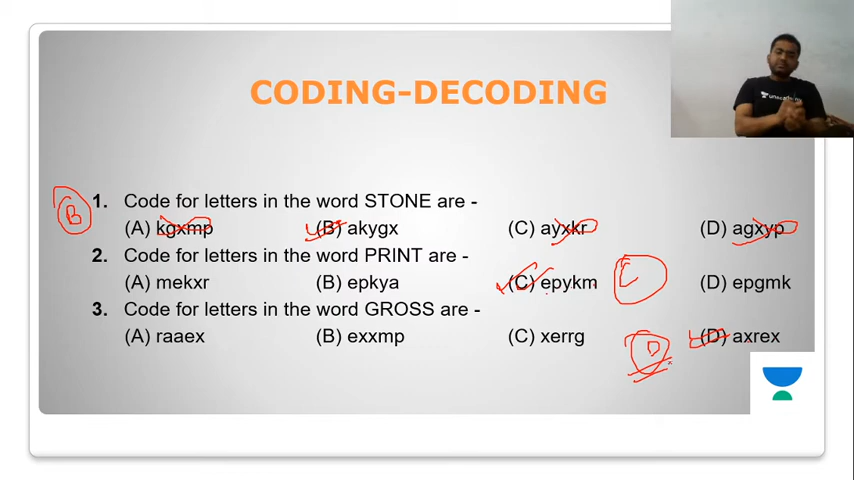 CODING-DECODING
B 1. Code for letters in the word STONE are -
(A) kgxmp (B) akygx (C) ayxkr (D) agxyp
2. Code for letters in the word PRINT are -
(A) mekxr (B) epkya (C) epykm C (D) epgmk
3. Code for letters in the word GROSS are -
(A) raaex (B) exxmp (C) xerrg D (D) axrex